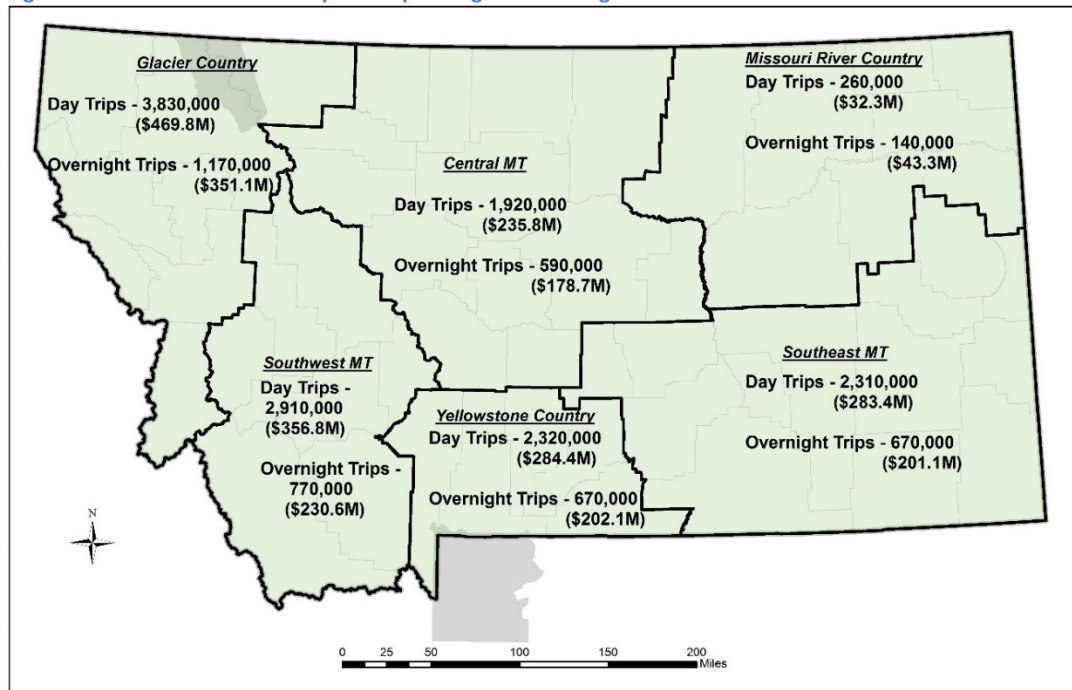 Glacier Country
Day Trips - 3,830,000
($469.8M)
Overnight Trips - 1,170,000
($351.1M)
Central MT
Day Trips - 1,920,000
($235.8M)
Overnight Trips - 590,000
($178.7M)
Missouri River Country
Day Trips - 260,000
($32.3M)
Overnight Trips - 140,000
($43.3M)
Southwest MT
Day Trips -
2,910,000
($356.8M)
Overnight Trips -
770,000
($230.6M)
Yellowstone Country
Day Trips - 2,320,000
($284.4M)
Overnight Trips - 670,000
($202.1M)
Southeast MT
Day Trips - 2,310,000
($283.4M)
Overnight Trips - 670,000
($201.1M)
N
0 25 50 100 150 200
Miles